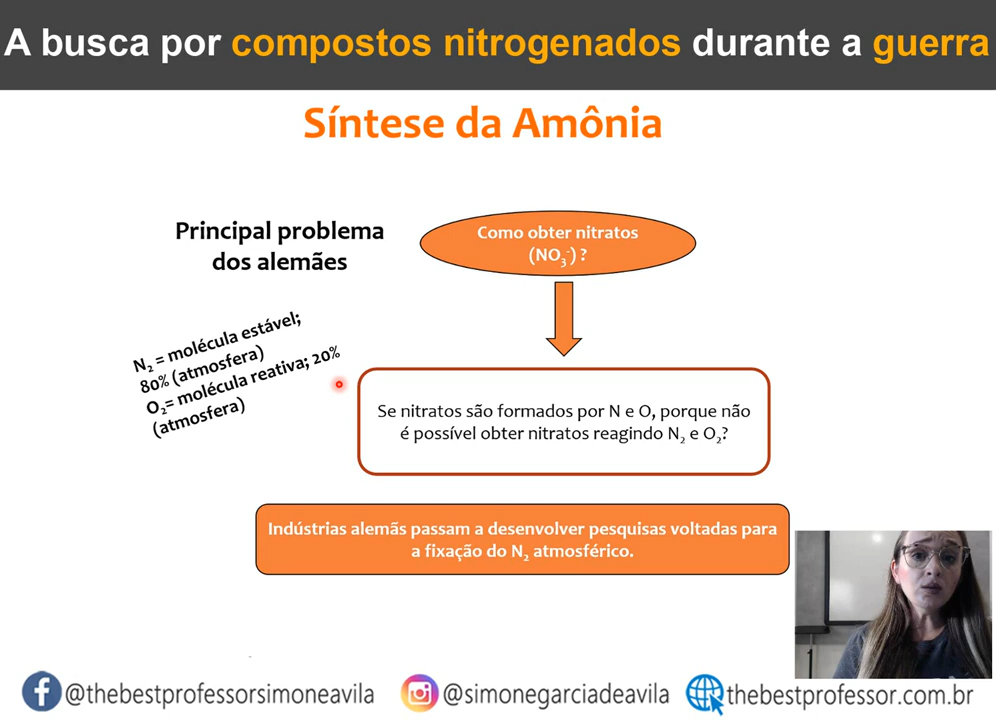 A busca por compostos nitrogenados durante a guerra
Síntese da Amônia
Principal problema
dos alemães
Como obter nitratos
(NO₃⁻) ?
N₂ = molécula estável;
80% (atmosfera)
O₂= molécula reativa; 20%
(atmosfera)
Se nitratos são formados por N e O, porque não
é possível obter nitratos reagindo N₂ e O₂?
Indústrias alemãs passam a desenvolver pesquisas voltadas para
a fixação do N₂ atmosférico.
@thebestprofessorsimoneavila
@simonegarciadeavila
thebestprofessor.com.br